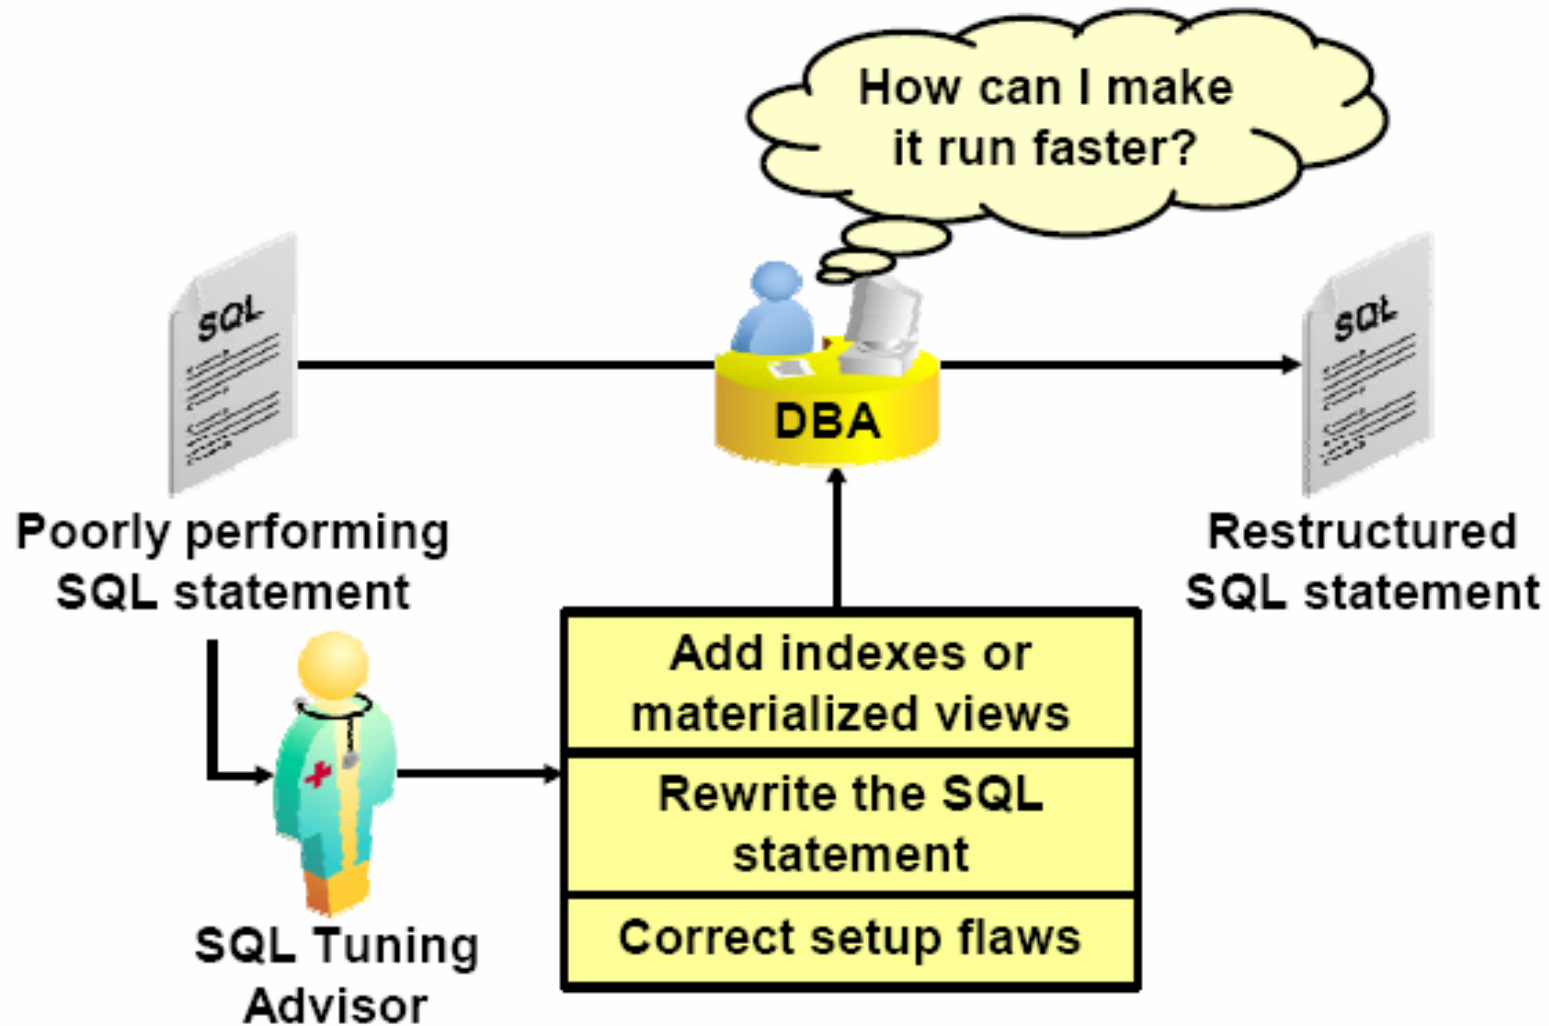 How can I make
it run faster?
SQL
SQL
DBA
Poorly performing
SQL statement
Restructured
SQL statement
Add indexes or
materialized views
Rewrite the SQL
statement
Correct setup flaws
SQL Tuning
Advisor